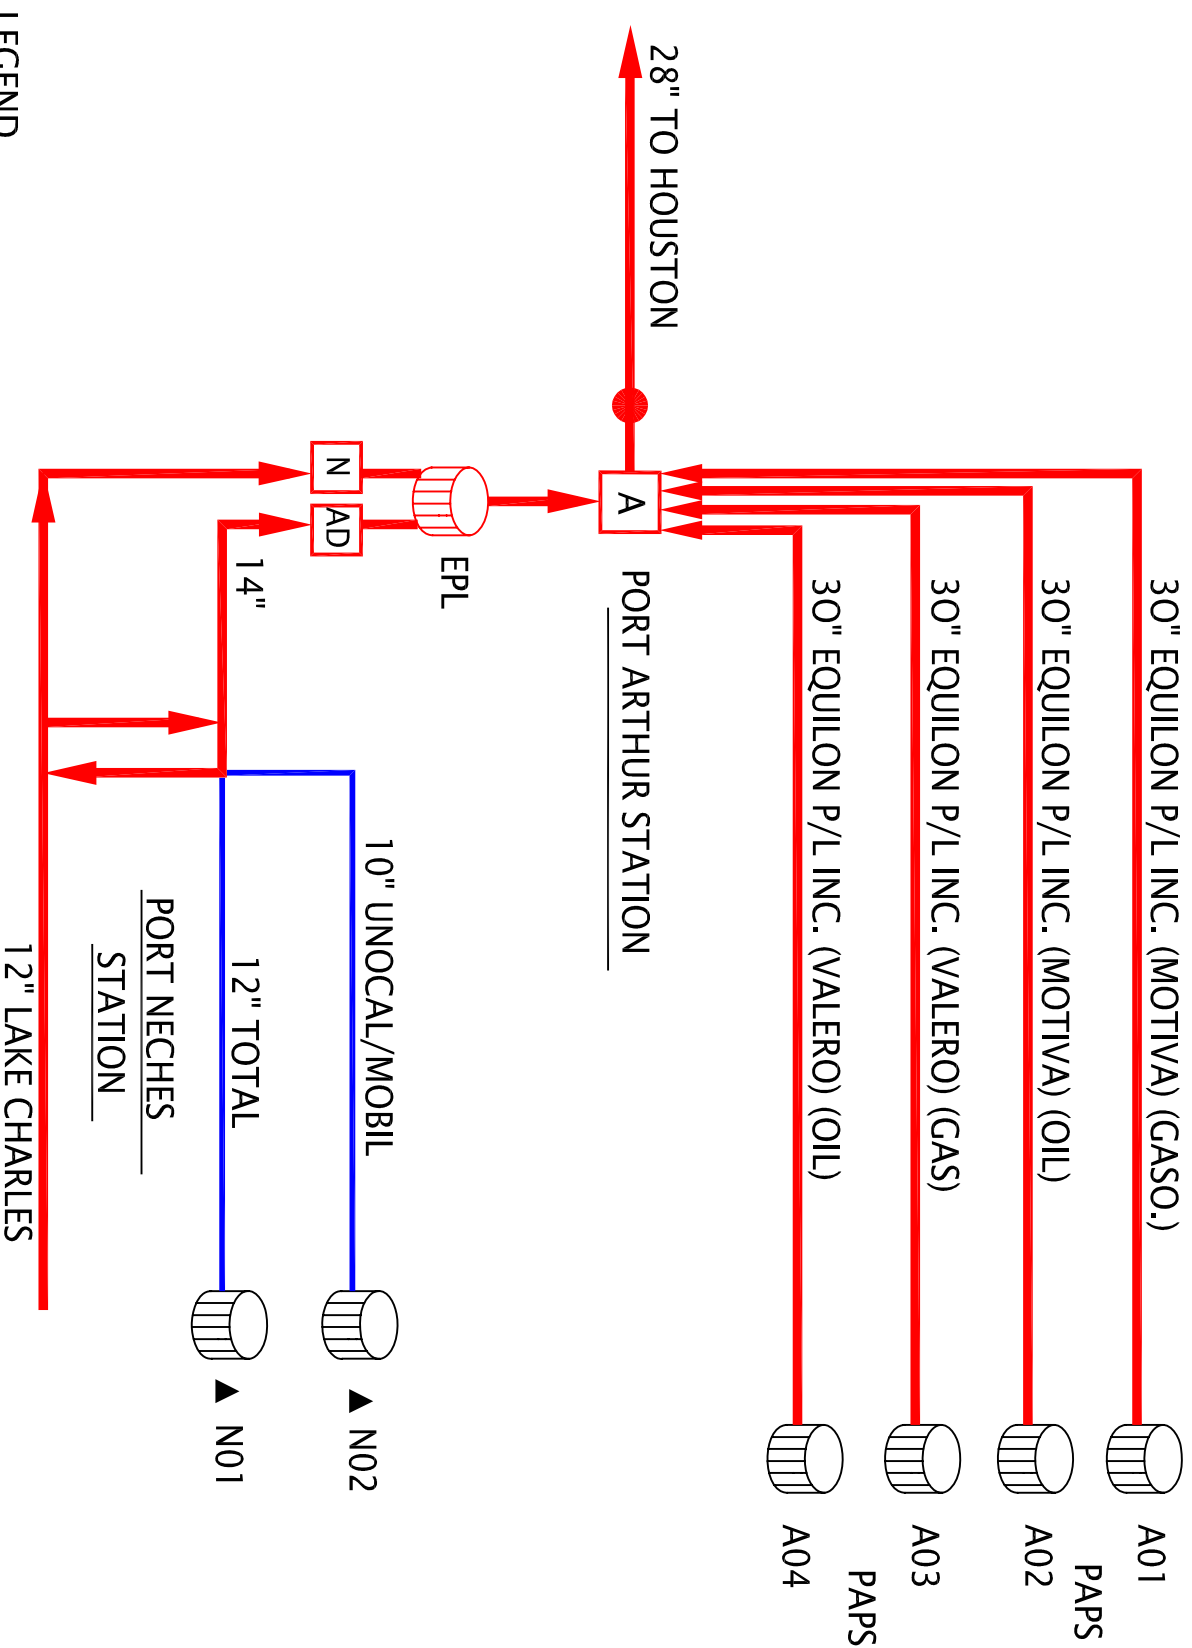 30" EQUILON P/L INC. (MOTIVA) (GASO.)
A01
PAPS
30" EQUILON P/L INC. (MOTIVA) (OIL)
A02
30" EQUILON P/L INC. (VALERO) (GAS)
A03
PAPS
30" EQUILON P/L INC. (VALERO) (OIL)
A04
28" TO HOUSTON
A
PORT ARTHUR STATION
EPL
N
AD
14"
10" UNOCAL/MOBIL
▲ N02
12" TOTAL
▲ N01
PORT NECHES
STATION
12" LAKE CHARLES
LEGEND